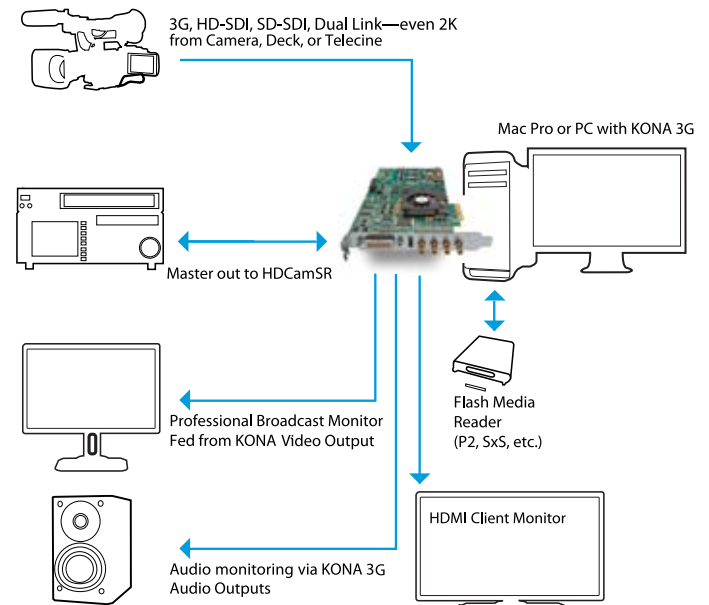 3G, HD-SDI, SD-SDI, Dual Link—even 2K
from Camera, Deck, or Telecine
Mac Pro or PC with KONA 3G
Master out to HDCamSR
Flash Media
Reader
(P2, SxS, etc.)
Professional Broadcast Monitor
Fed from KONA Video Output
HDMI Client Monitor
Audio monitoring via KONA 3G
Audio Outputs